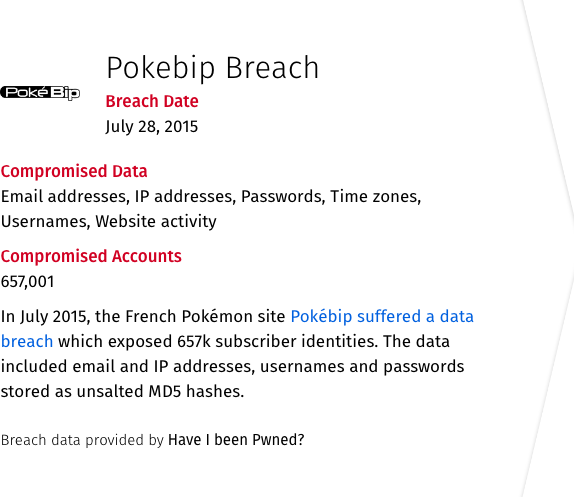 Poké Bip
Pokebip Breach
Breach Date
July 28, 2015
Compromised Data
Email addresses, IP addresses, Passwords, Time zones,
Usernames, Website activity
Compromised Accounts
657,001
In July 2015, the French Pokémon site Pokébip suffered a data
breach which exposed 657k subscriber identities. The data
included email and IP addresses, usernames and passwords
stored as unsalted MD5 hashes.
Breach data provided by Have I been Pwned?